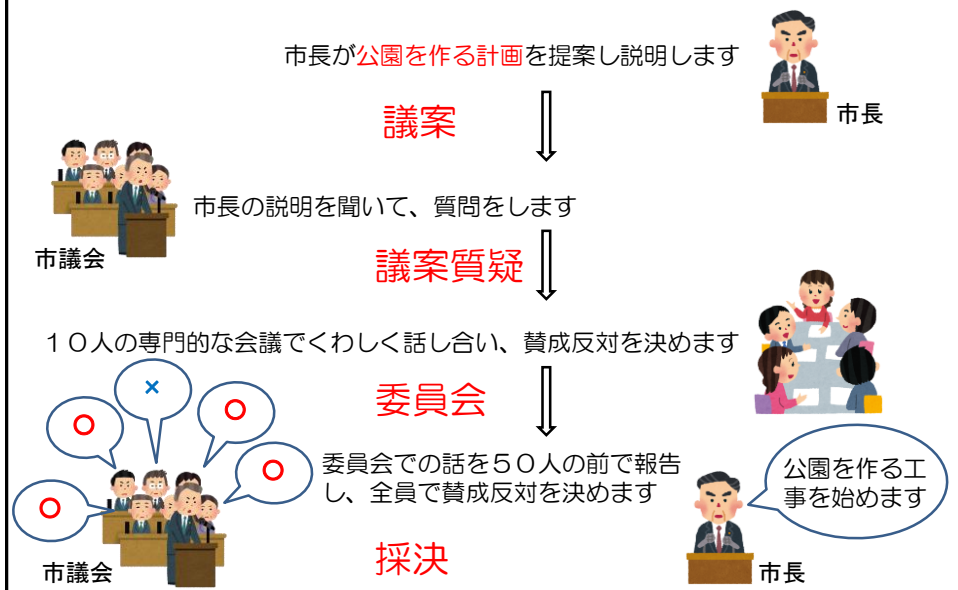 市長が公園を作る計画を提案し説明します
市長
議案
市長の説明を聞いて、質問をします
市議会
議案質疑
１０人の専門的な会議でくわしく話し合い、賛成反対を決めます
委員会
×
〇
〇
〇
〇
委員会での話を５０人の前で報告
し、全員で賛成反対を決めます
公園を作る工
事を始めます
採決
市議会
市長